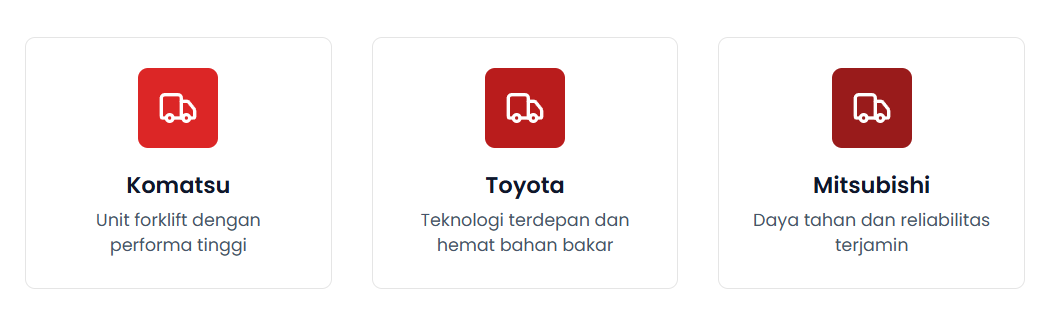 Komatsu
Unit forklift dengan
performa tinggi
Toyota
Teknologi terdepan dan
hemat bahan bakar
Mitsubishi
Daya tahan dan reliabilitas
terjamin